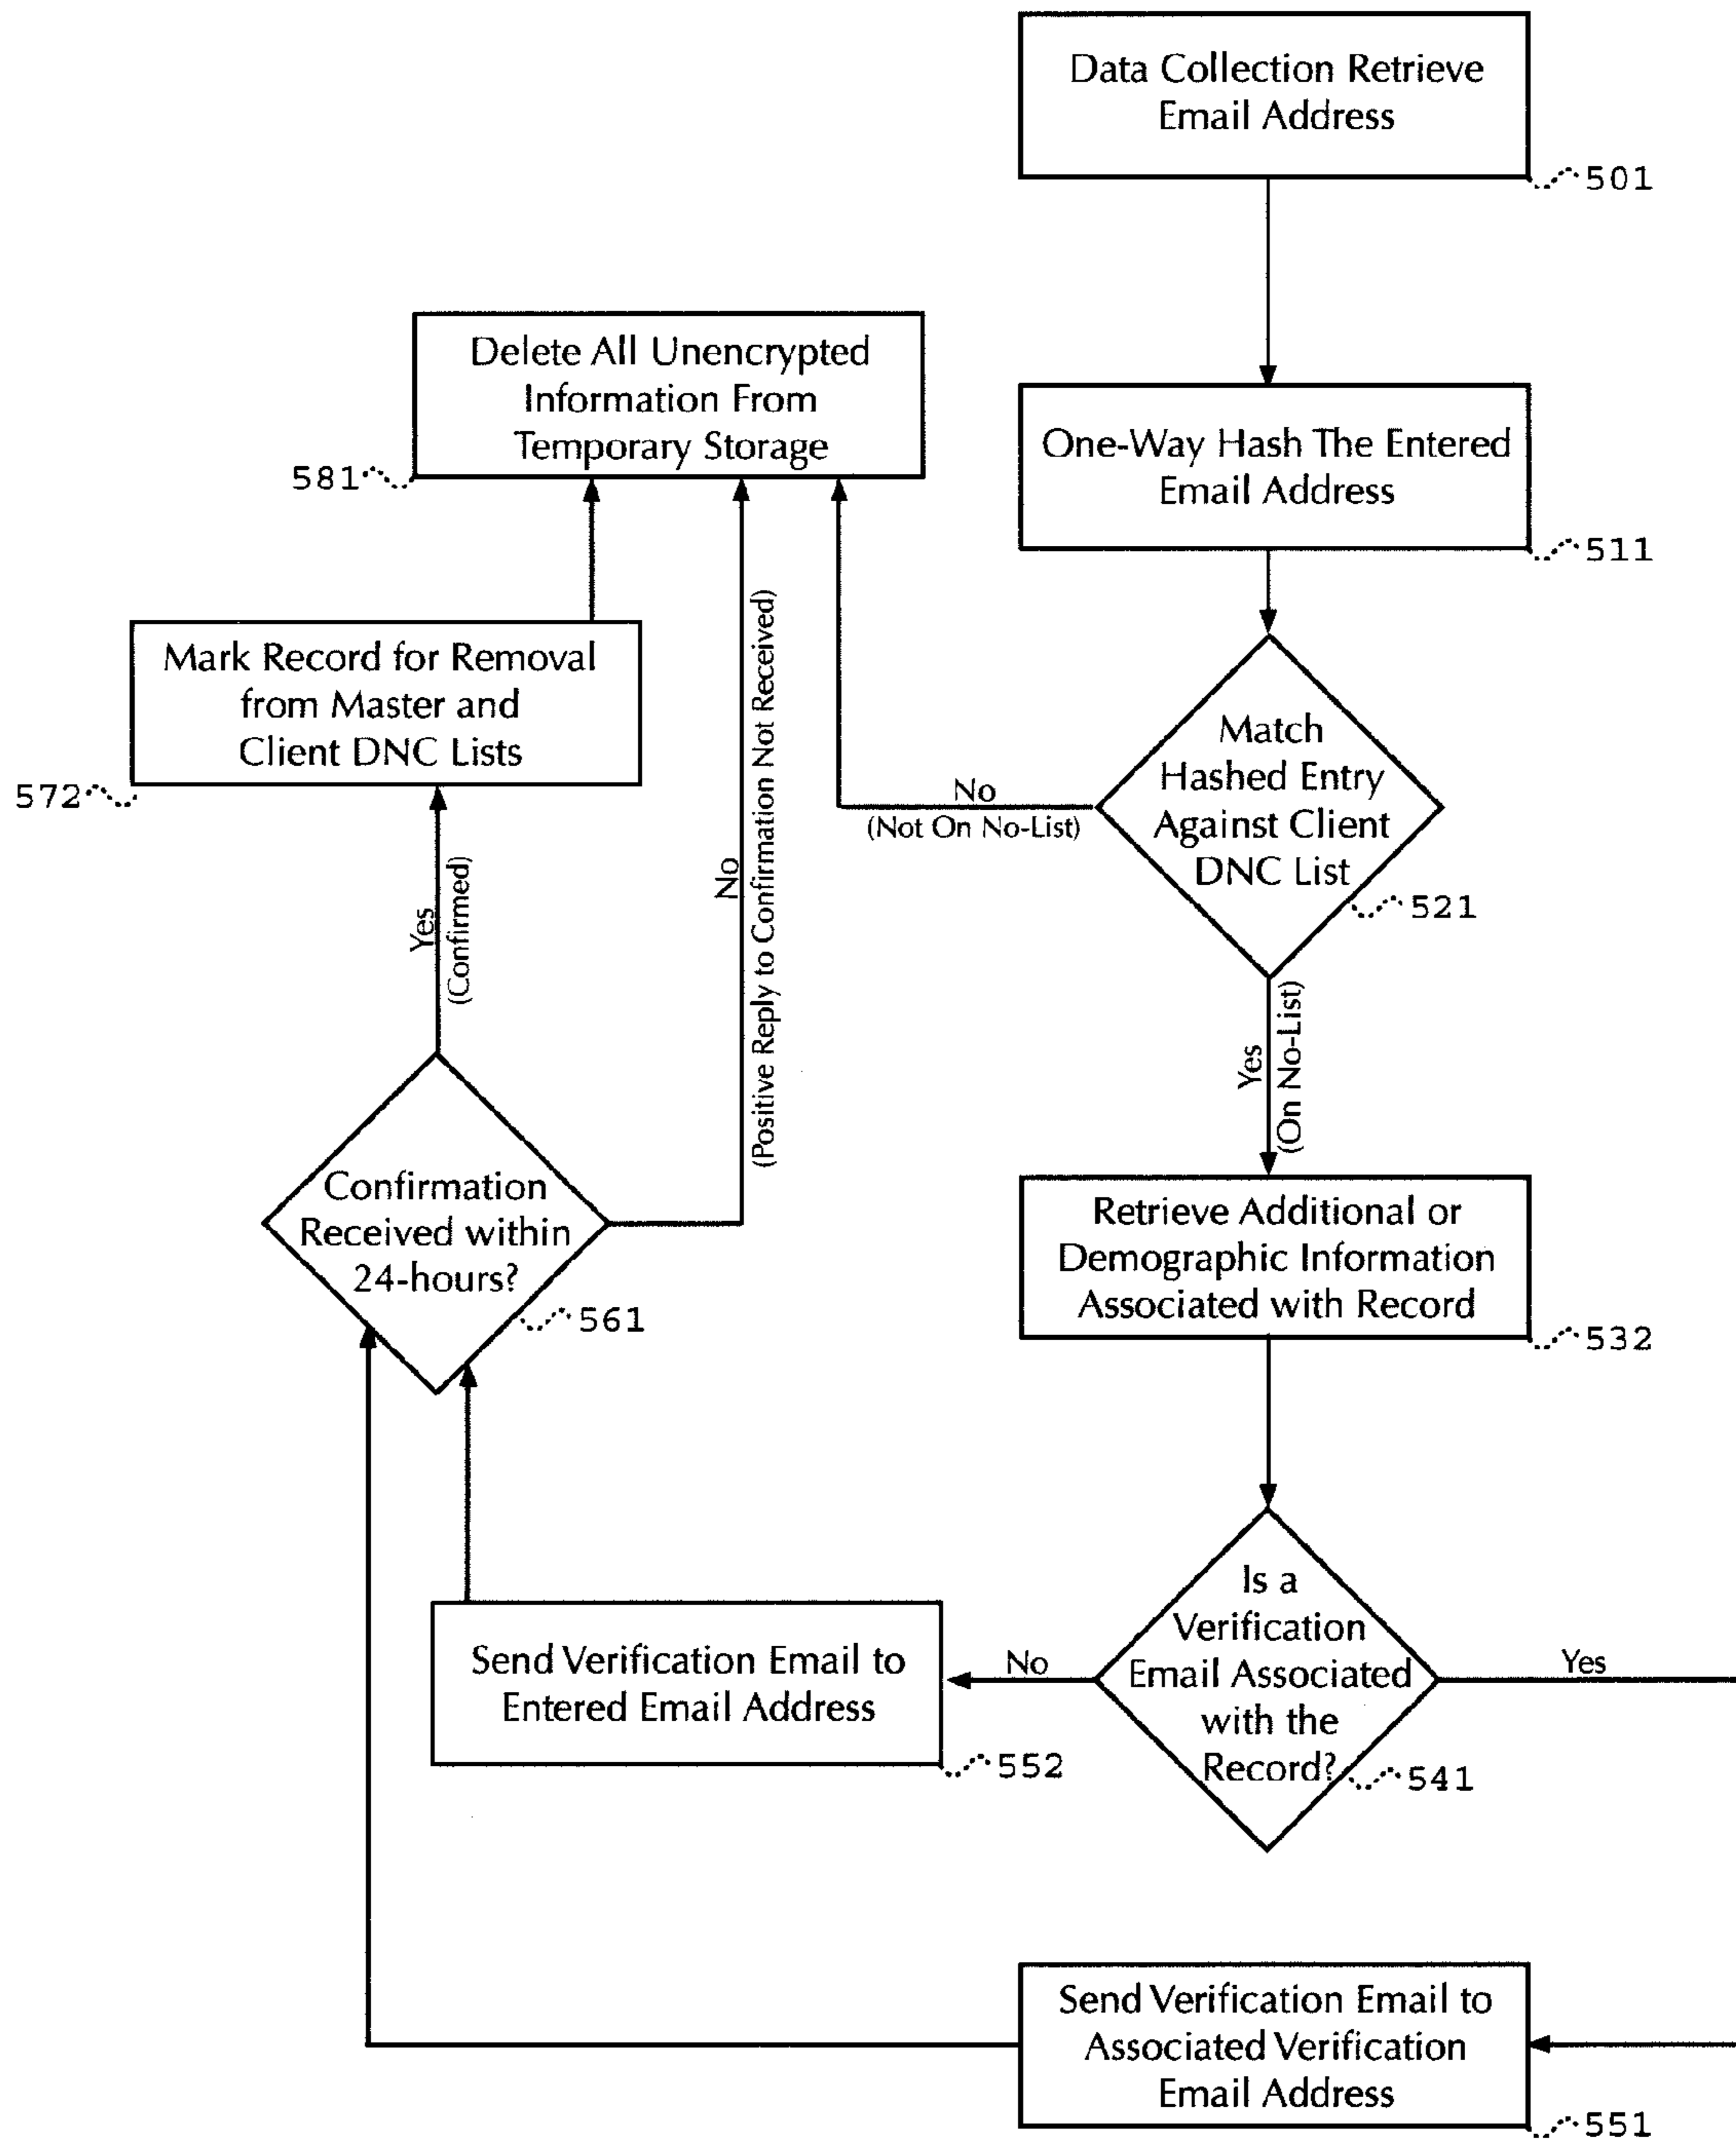 Data Collection Retrieve
Email Address
501
Delete All Unencrypted
Information From
Temporary Storage
581
One-Way Hash The Entered
Email Address
511
Mark Record for Removal
from Master and
Client DNC Lists
572
No
(Positive Reply to Confirmation Not Received)
Match
Hashed Entry
Against Client
DNC List
521
No
(Not On No-List)
Yes
(Confirmed)
Yes
(On No-List)
Confirmation
Received within
24-hours?
561
Retrieve Additional or
Demographic Information
Associated with Record
532
Is a
Verification
Email Associated
with the
Record?
541
No
Yes
Send Verification Email to
Entered Email Address
552
Send Verification Email to
Associated Verification
Email Address
551